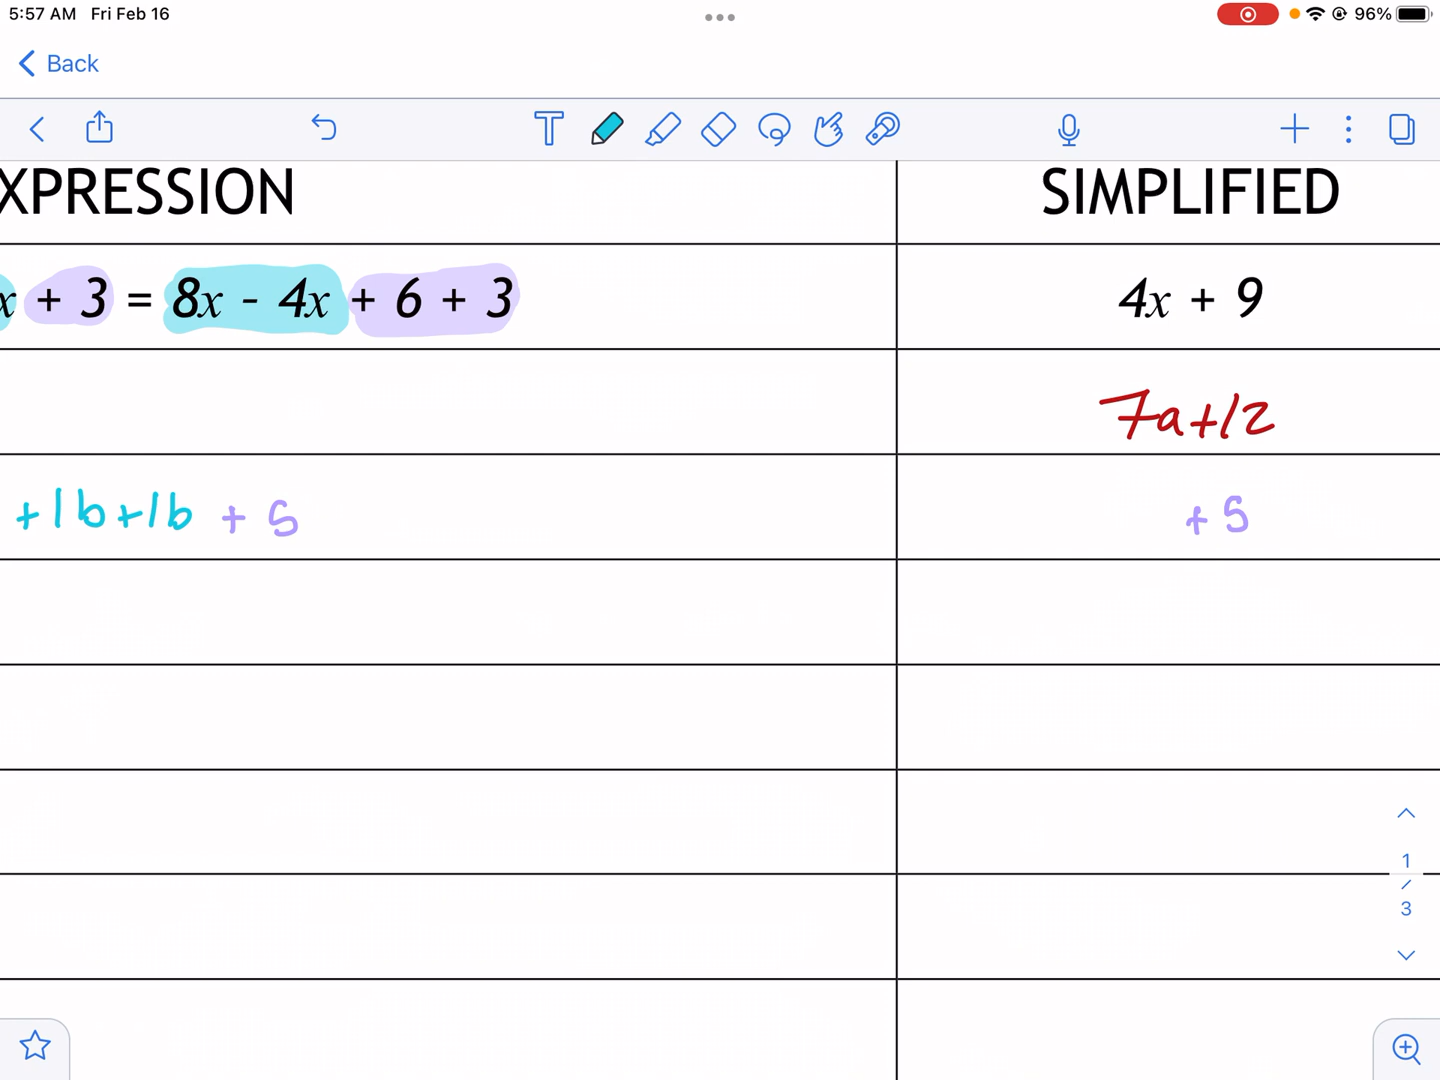 5:57 AM Fri Feb 16 96%
Back
XPRESSION SIMPLIFIED
x + 3 = 8x - 4x + 6 + 3 4x + 9
7a+12
+1b+1b + 5 + 5
1
/
3